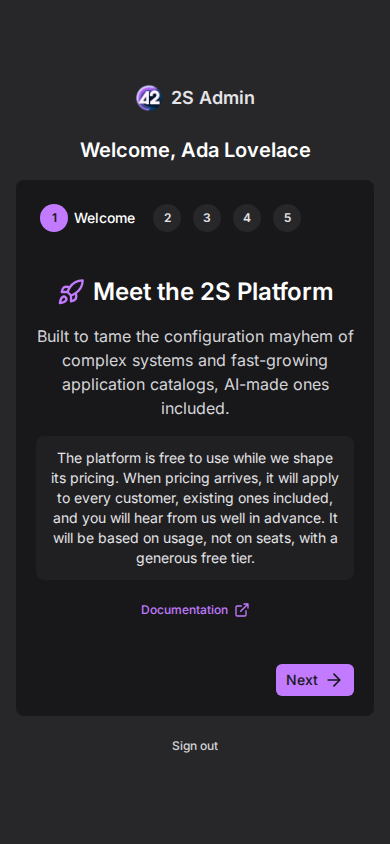 2S Admin
Welcome, Ada Lovelace
1 Welcome 2 3 4 5
Meet the 2S Platform
Built to tame the configuration mayhem of
complex systems and fast-growing
application catalogs, AI-made ones
included.
The platform is free to use while we shape
its pricing. When pricing arrives, it will apply
to every customer, existing ones included,
and you will hear from us well in advance. It
will be based on usage, not on seats, with a
generous free tier.
Documentation
Next
Sign out